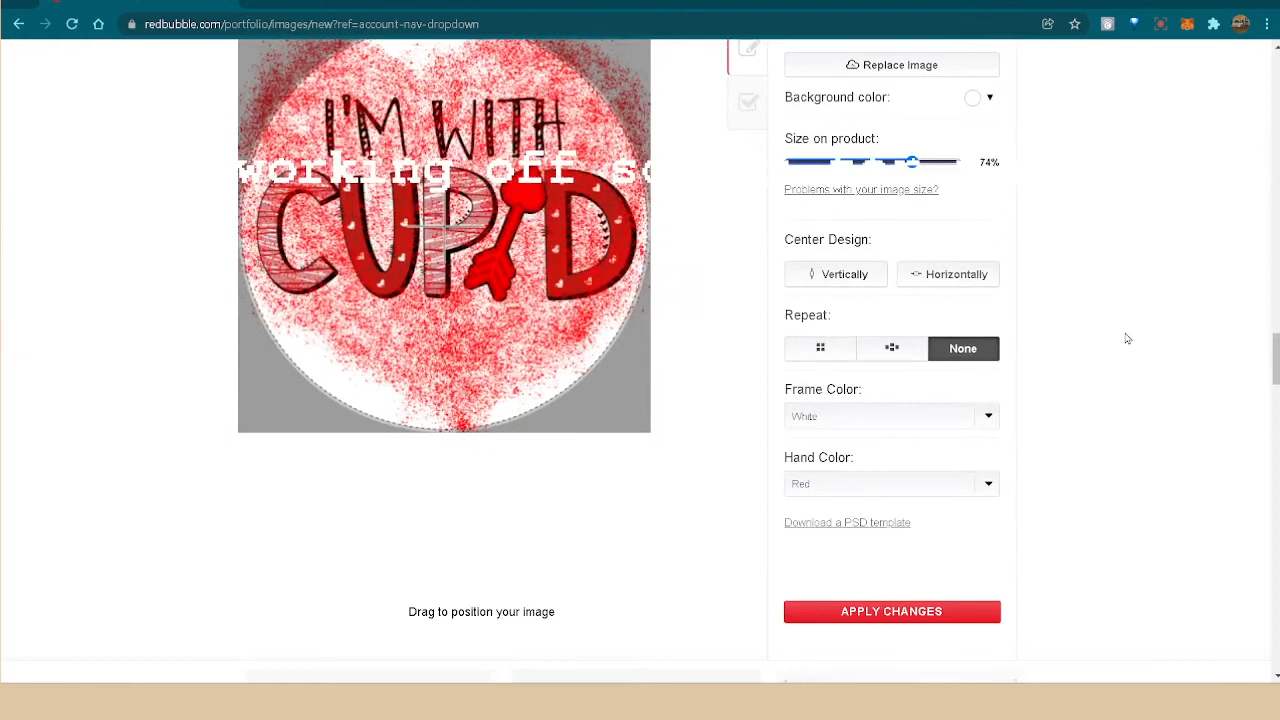 redbubble.com/portfolio/images/new?ref=account-nav-dropdown
Replace Image
Background color:
Size on product:
74%
Problems with your image size?
Center Design:
Vertically
Horizontally
Repeat:
None
Frame Color:
White
Hand Color:
Red
Download a PSD template
APPLY CHANGES
I'M WITH
working off
CUPID
Drag to position your image